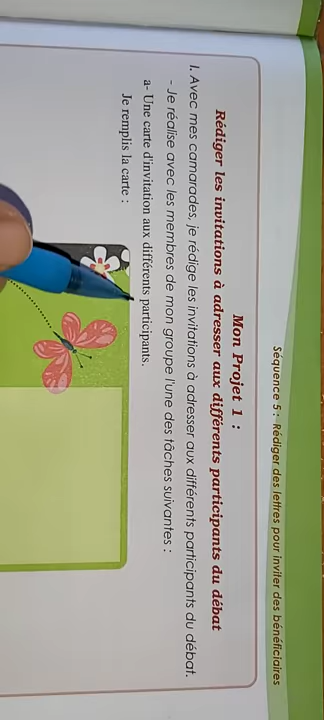 Séquence 5 : Rédiger des lettres pour inviter des bénéficiaires
Mon Projet 1 :
Rédiger les invitations à adresser aux différents participants du débat
I. Avec mes camarades, je rédige les invitations à adresser aux différents participants du débat.
- Je réalise avec les membres de mon groupe l'une des tâches suivantes :
a- Une carte d'invitation aux différents participants.
Je remplis la carte :